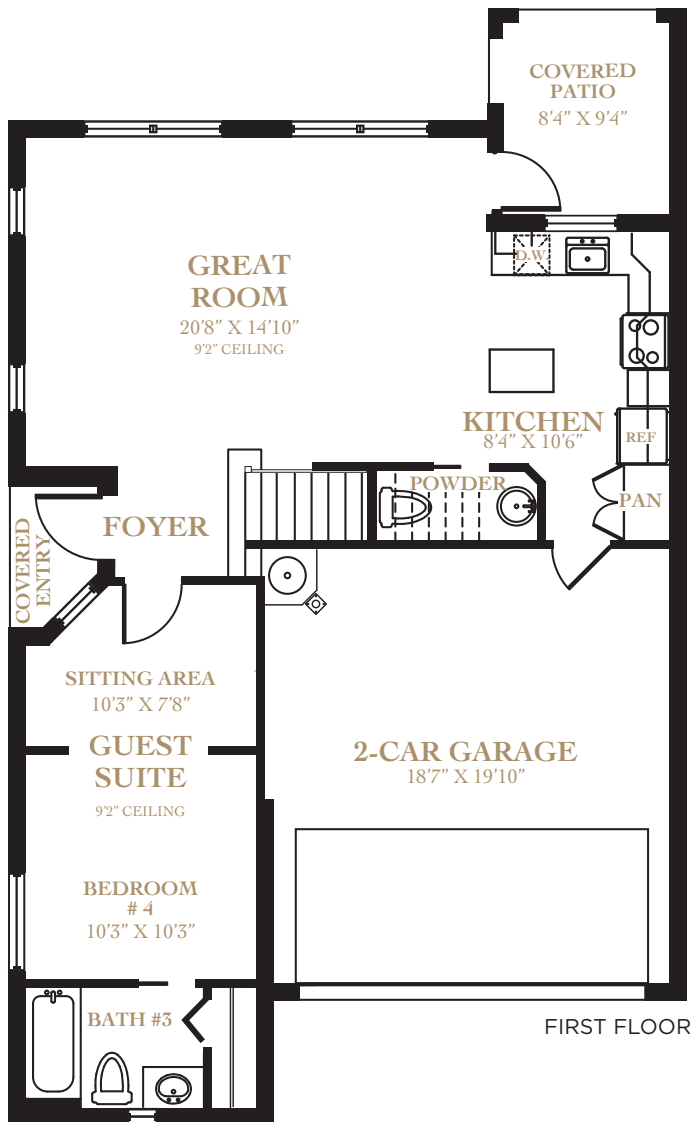 COVERED
PATIO
8'4" X 9'4"
GREAT
ROOM
20'8" X 14'10"
9'2" CEILING
D.W.
KITCHEN
8'4" X 10'6"
REF
POWDER
PAN
FOYER
COVERED
ENTRY
SITTING AREA
10'3" X 7'8"
GUEST
SUITE
9'2" CEILING
2-CAR GARAGE
18'7" X 19'10"
BEDROOM
# 4
10'3" X 10'3"
BATH #3
FIRST FLOOR